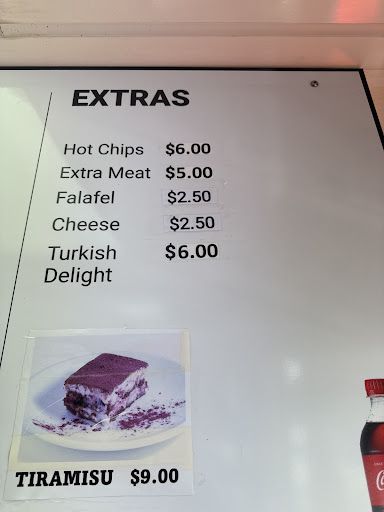 EXTRAS
Hot Chips $6.00
Extra Meat $5.00
Falafel $2.50
Cheese $2.50
Turkish $6.00
Delight
TIRAMISU $9.00